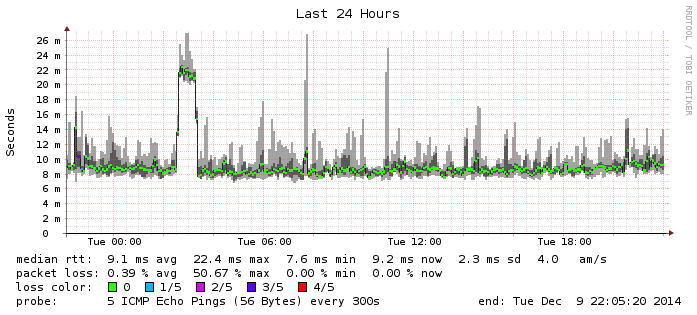 Last 24 Hours
RRDTOOL / TOBI OETIKER
Seconds
26 m
24 m
22 m
20 m
18 m
16 m
14 m
12 m
10 m
8 m
6 m
4 m
2 m
0
Tue 00:00 Tue 06:00 Tue 12:00 Tue 18:00
median rtt: 9.1 ms avg 22.4 ms max 7.6 ms min 9.2 ms now 2.3 ms sd 4.0 am/s
packet loss: 0.39 % avg 50.67 % max 0.00 % min 0.00 % now
loss color: 0 1/5 2/5 3/5 4/5
probe: 5 ICMP Echo Pings (56 Bytes) every 300s end: Tue Dec 9 22:05:20 2014